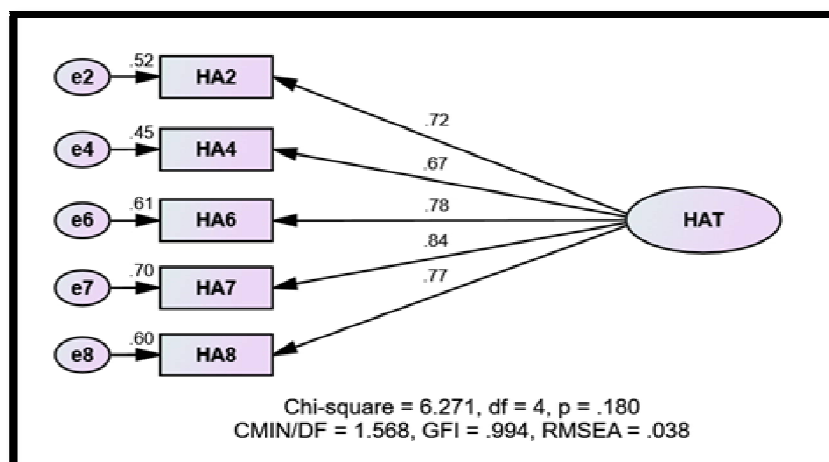 .52
e2 HA2
.72
.45
e4 HA4
.67
.61
e6 HA6
.78
HAT
.84
.70
e7 HA7
.77
.60
e8 HA8
Chi-square = 6.271, df = 4, p = .180
CMIN/DF = 1.568, GFI = .994, RMSEA = .038